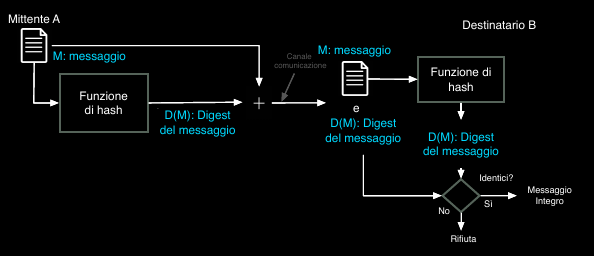 Mittente A
M: messaggio
Funzione
di hash
D(M): Digest
del messaggio
+
Canale
comunicazione
Destinatario B
M: messaggio
e
D(M): Digest
del messaggio
Funzione di
hash
D(M): Digest
del messaggio
Identici?
No
Sì
Messaggio
Integro
Rifiuta